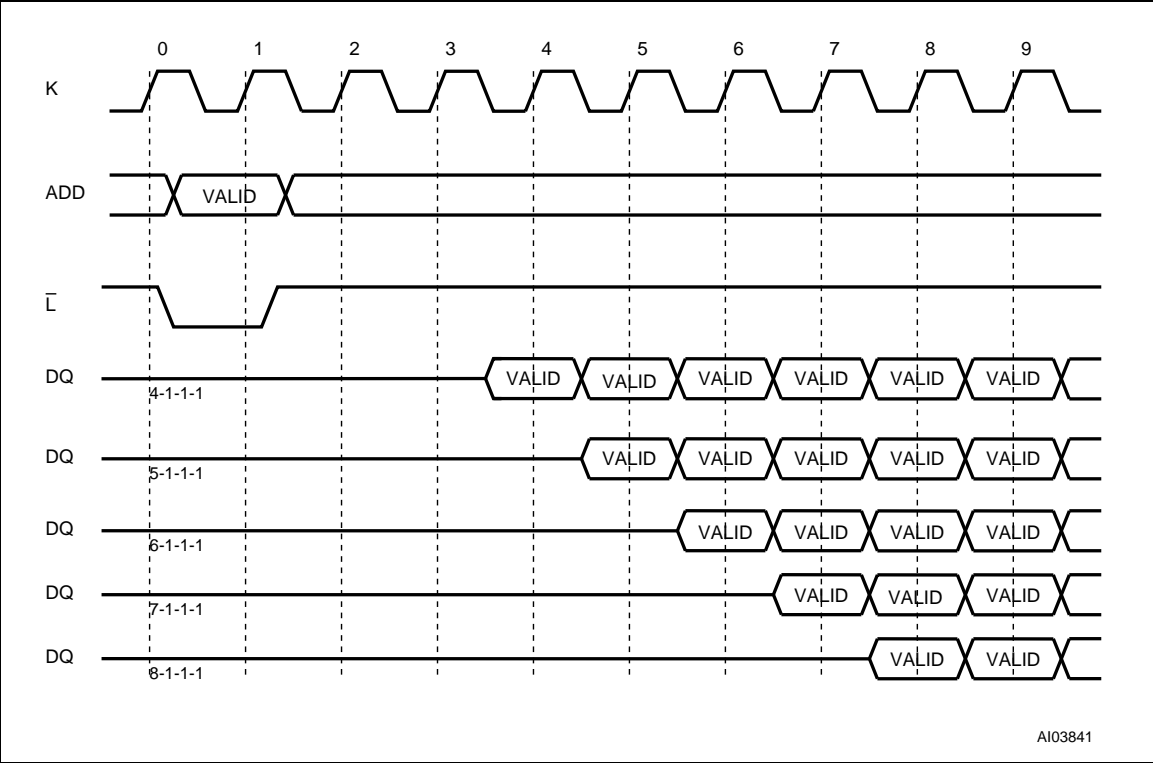 0 1 2 3 4 5 6 7 8 9
K
ADD VALID
L̅
DQ 4-1-1-1 VALID VALID VALID VALID VALID VALID
DQ 5-1-1-1 VALID VALID VALID VALID VALID
DQ 6-1-1-1 VALID VALID VALID VALID
DQ 7-1-1-1 VALID VALID VALID
DQ 8-1-1-1 VALID VALID
AI03841